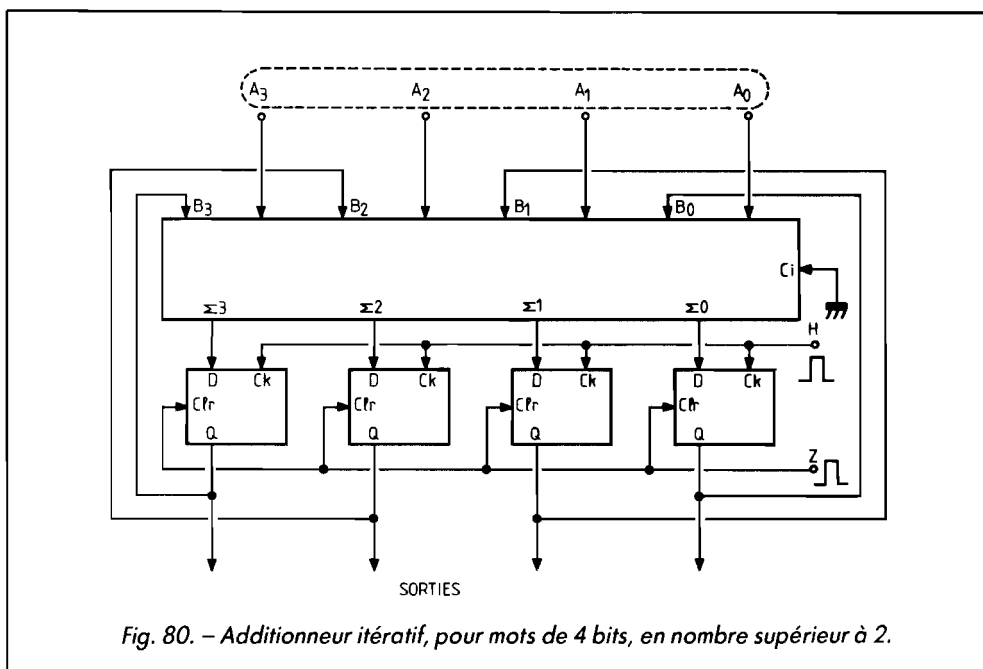 A3 A2 A1 A0
B3 B2 B1 B0
Ci
Σ3 Σ2 Σ1 Σ0
H
D Ck D Ck D Ck D Ck
Clr Clr Clr Clr
Q Q Q Q
Z
SORTIES
Fig. 80. – Additionneur itératif, pour mots de 4 bits, en nombre supérieur à 2.